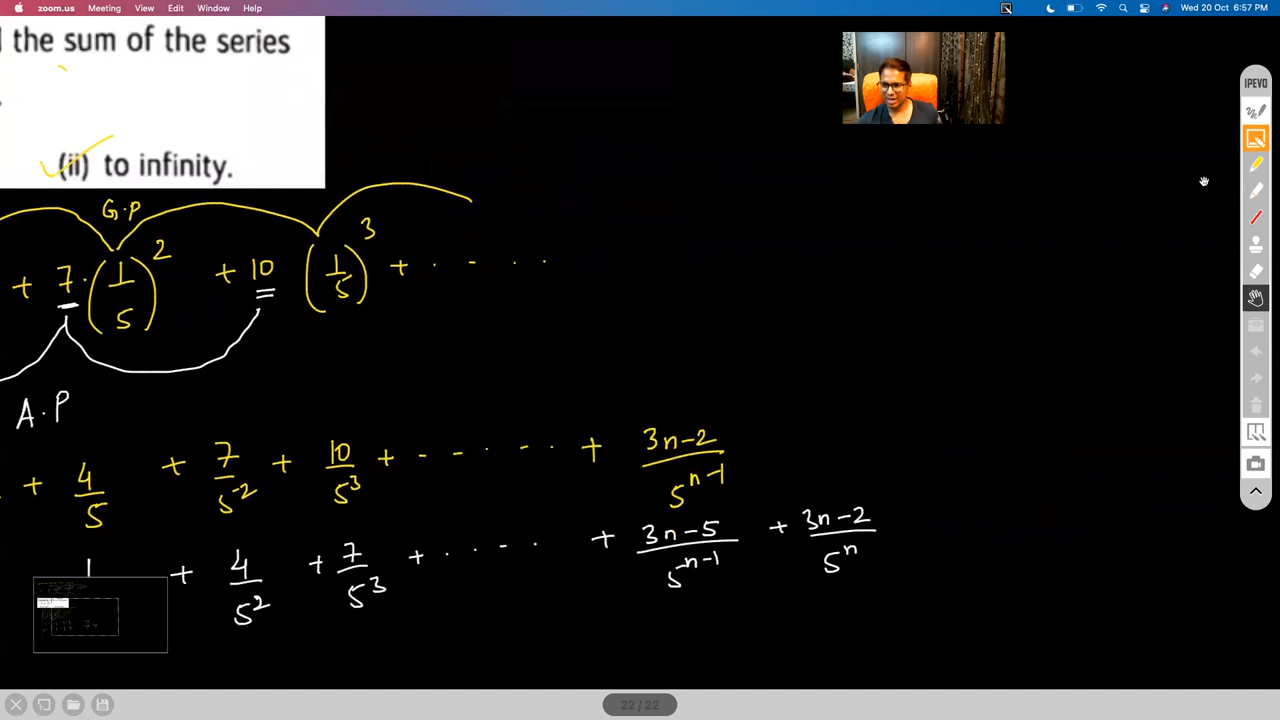 zoom.us Meeting View Edit Window Help Wed 20 Oct 6:57 PM
the sum of the series
IPEVO
(ii) to infinity.
G.P
+ 7·(1/5)^2 + 10 (1/5)^3 + . - . .
A.P
+ 4/5 + 7/5^2 + 10/5^3 + - - . . - . + (3n-2)/5^(n-1)
1 + 4/5^2 + 7/5^3 + . . - . + (3n-5)/5^(n-1) + (3n-2)/5^n
22 / 22